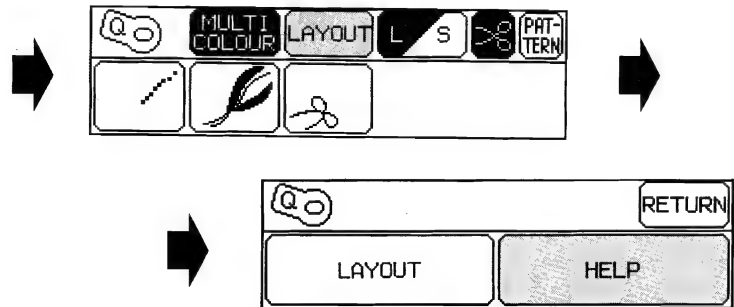 Q MULTI COLOUR LAYOUT L S PAT-
TERN
Q RETURN
LAYOUT HELP